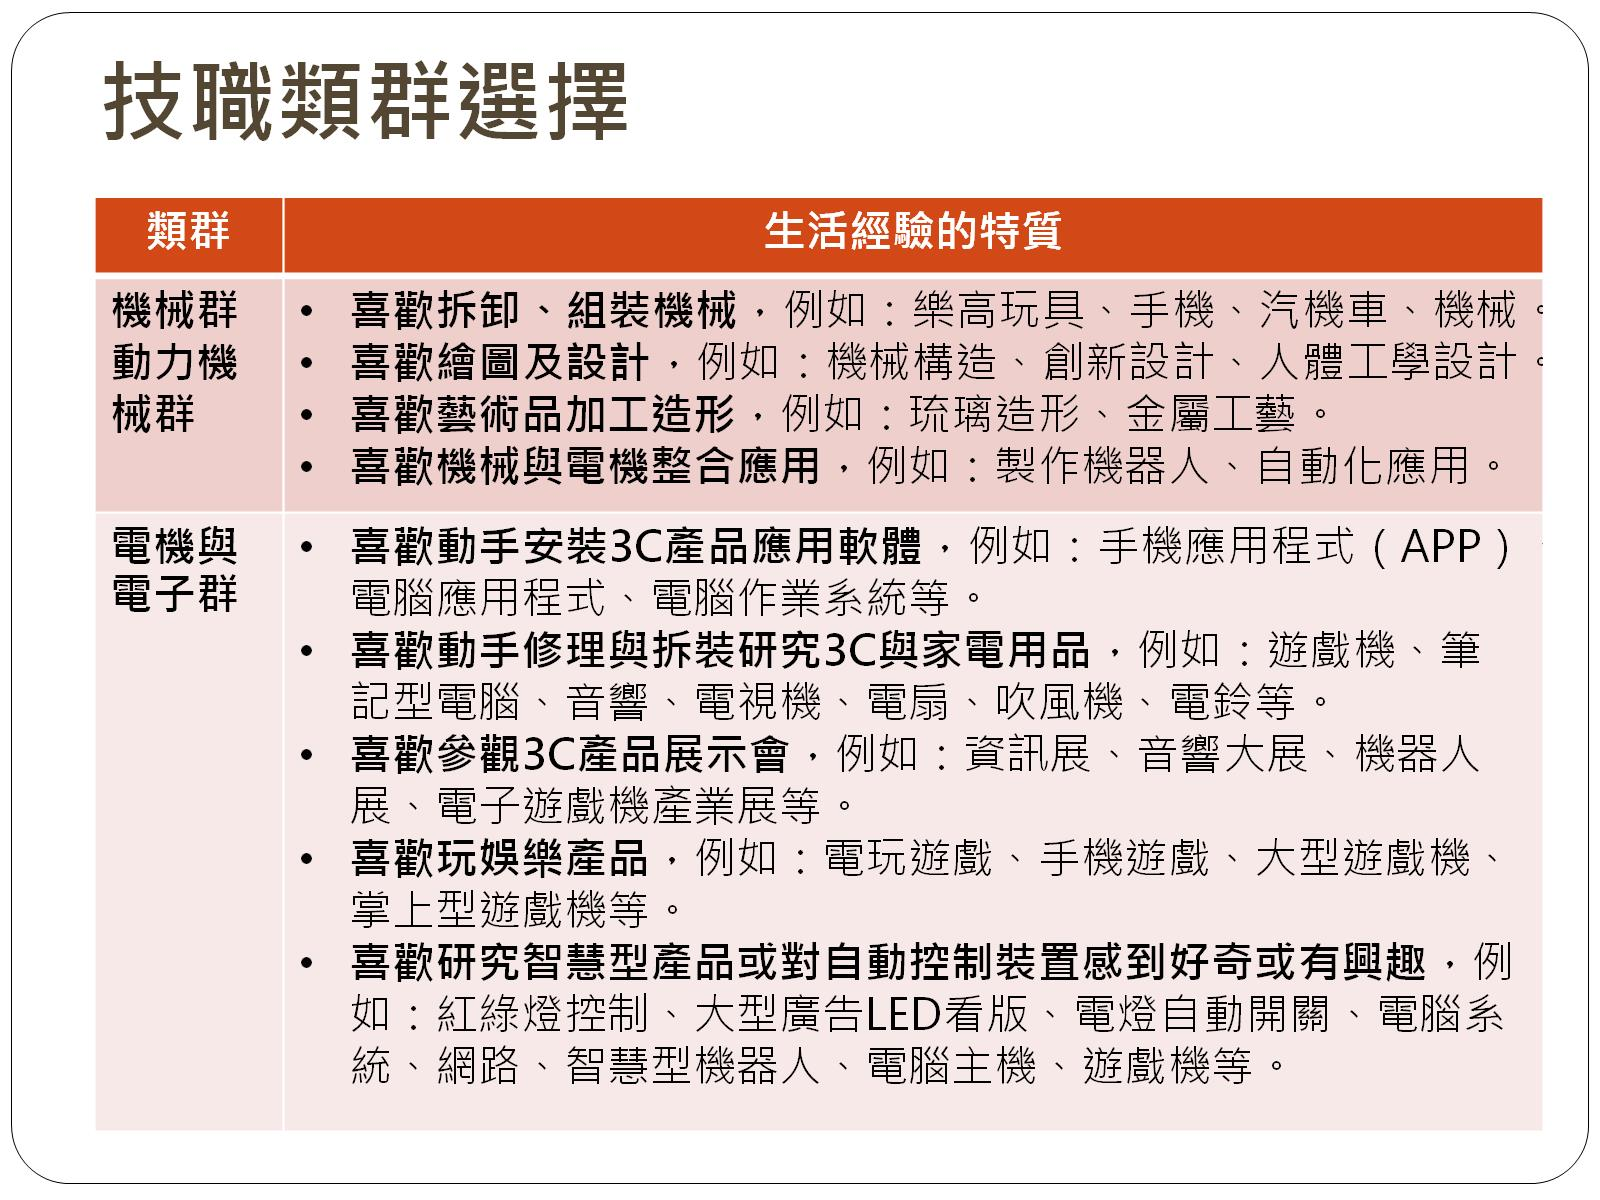 技職類群選擇
類群
生活經驗的特質
機械群
動力機
械群
• 喜歡拆卸、組裝機械，例如：樂高玩具、手機、汽機車、機械。
• 喜歡繪圖及設計，例如：機械構造、創新設計、人體工學設計。
• 喜歡藝術品加工造形，例如：琉璃造形、金屬工藝。
• 喜歡機械與電機整合應用，例如：製作機器人、自動化應用。
電機與
電子群
• 喜歡動手安裝3C產品應用軟體，例如：手機應用程式（APP）、
電腦應用程式、電腦作業系統等。
• 喜歡動手修理與拆裝研究3C與家電用品，例如：遊戲機、筆
記型電腦、音響、電視機、電扇、吹風機、電鈴等。
• 喜歡參觀3C產品展示會，例如：資訊展、音響大展、機器人
展、電子遊戲機產業展等。
• 喜歡玩娛樂產品，例如：電玩遊戲、手機遊戲、大型遊戲機、
掌上型遊戲機等。
• 喜歡研究智慧型產品或對自動控制裝置感到好奇或有興趣，例
如：紅綠燈控制、大型廣告LED看版、電燈自動開關、電腦系
統、網路、智慧型機器人、電腦主機、遊戲機等。